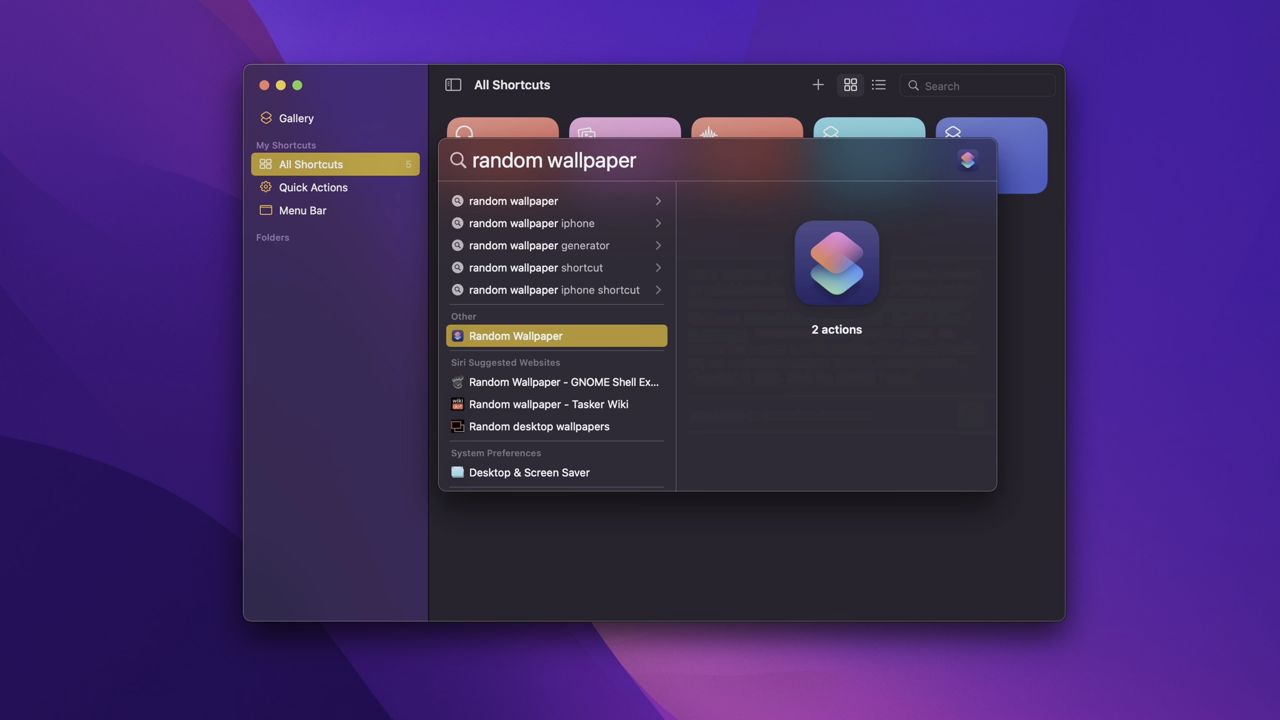 All Shortcuts
Search
Gallery
My Shortcuts
All Shortcuts 5
Quick Actions
Menu Bar
Folders
random wallpaper
random wallpaper
random wallpaper iphone
random wallpaper generator
random wallpaper shortcut
random wallpaper iphone shortcut
Other
Random Wallpaper
Siri Suggested Websites
Random Wallpaper - GNOME Shell Ex...
Random wallpaper - Tasker Wiki
Random desktop wallpapers
System Preferences
Desktop & Screen Saver
2 actions